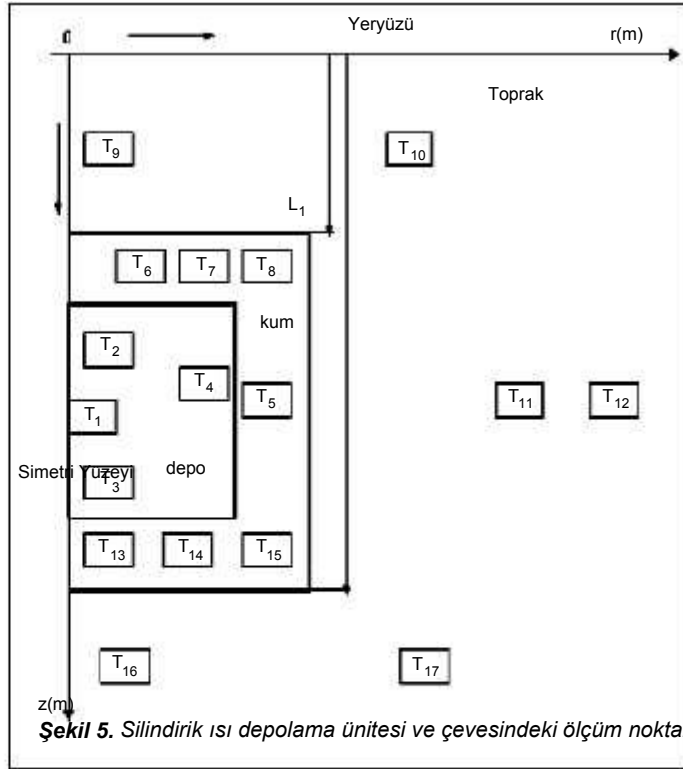 Yeryüzü
r(m)
Toprak
T9
T10
L1
T6
T7
T8
kum
T2
T4
T5
T11
T12
T1
Simetri Yüzeyi
depo
T3
T13
T14
T15
T16
T17
z(m)
Şekil 5. Silindirik ısı depolama ünitesi ve çevesindeki ölçüm nokta